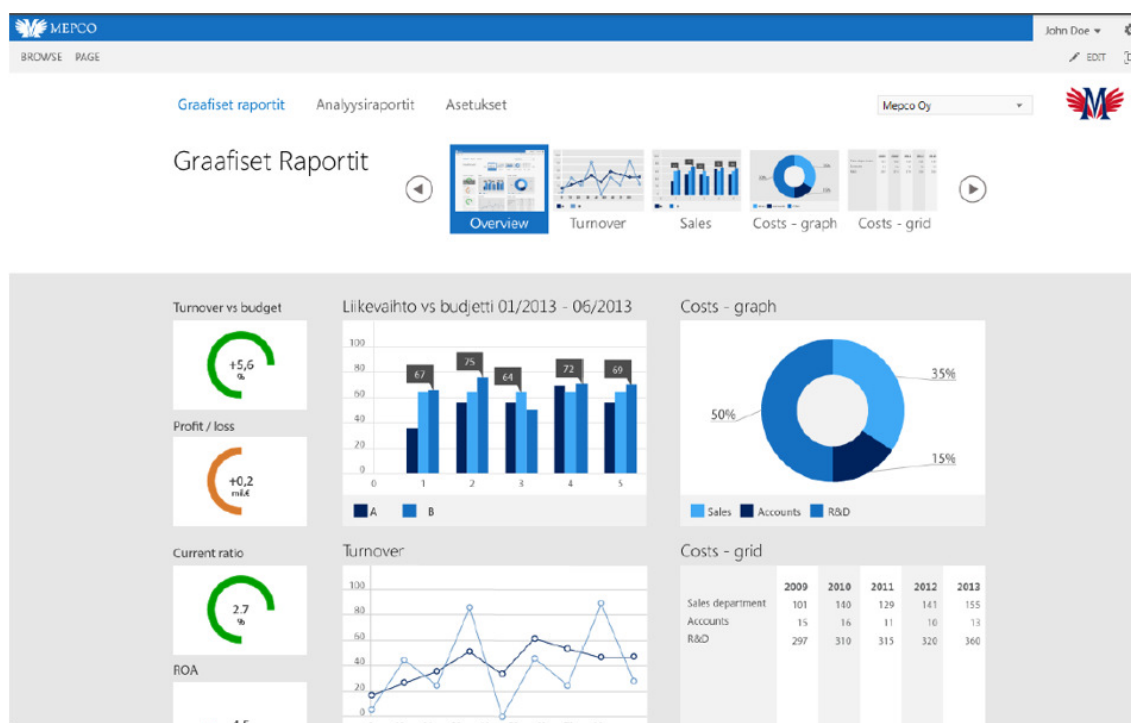 MEPCO
John Doe
BROWSE PAGE
EDIT
Graafiset raportit Analyysiraportit Asetukset
Mepco Oy
M
Graafiset Raportit
Overview Turnover Sales Costs - graph Costs - grid
Turnover vs budget
+5,6
%
Profit / loss
+0,2
mil.€
Current ratio
2.7
%
ROA
Liikevaihto vs budjetti 01/2013 - 06/2013
100
80
60
40
20
0
67
75
64
72
69
0 1 2 3 4 5
A B
Costs - graph
35%
50%
15%
Sales Accounts R&D
Turnover
100
80
60
40
20
0
Costs - grid
2009 2010 2011 2012 2013
Sales department 101 140 129 141 155
Accounts 15 16 11 10 13
R&D 297 310 315 320 360